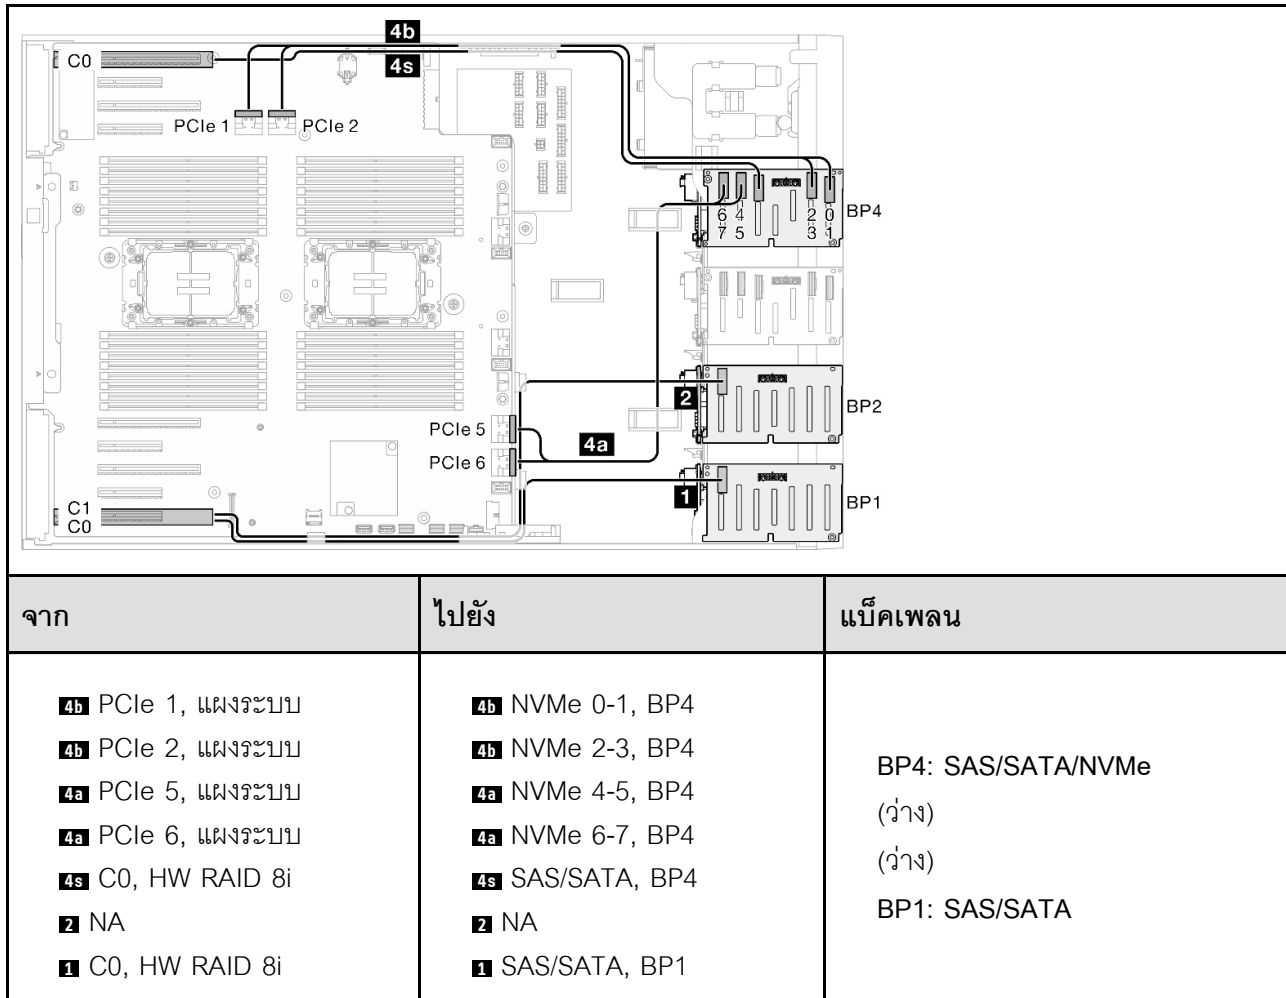 4b
4s
C0
PCIe 1
PCIe 2
6 4 2 0
7 5 3 1
BP4
2
BP2
PCIe 5
4a
PCIe 6
1
BP1
C1
C0
จาก
ไปยัง
แบ็คเพลน
4b PCIe 1, แผงระบบ
4b PCIe 2, แผงระบบ
4a PCIe 5, แผงระบบ
4a PCIe 6, แผงระบบ
4s C0, HW RAID 8i
2 NA
1 C0, HW RAID 8i
4b NVMe 0-1, BP4
4b NVMe 2-3, BP4
4a NVMe 4-5, BP4
4a NVMe 6-7, BP4
4s SAS/SATA, BP4
2 NA
1 SAS/SATA, BP1
BP4: SAS/SATA/NVMe
(ว่าง)
(ว่าง)
BP1: SAS/SATA